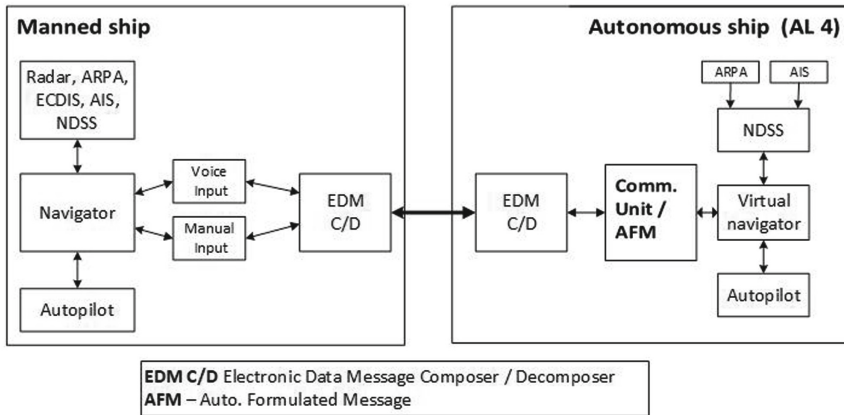 Manned ship
Radar, ARPA,
ECDIS, AIS,
NDSS
Navigator
Autopilot
Voice
Input
Manual
Input
EDM
C/D
Autonomous ship (AL 4)
EDM
C/D
Comm.
Unit /
AFM
ARPA
AIS
NDSS
Virtual
navigator
Autopilot
EDM C/D Electronic Data Message Composer / Decomposer
AFM – Auto. Formulated Message